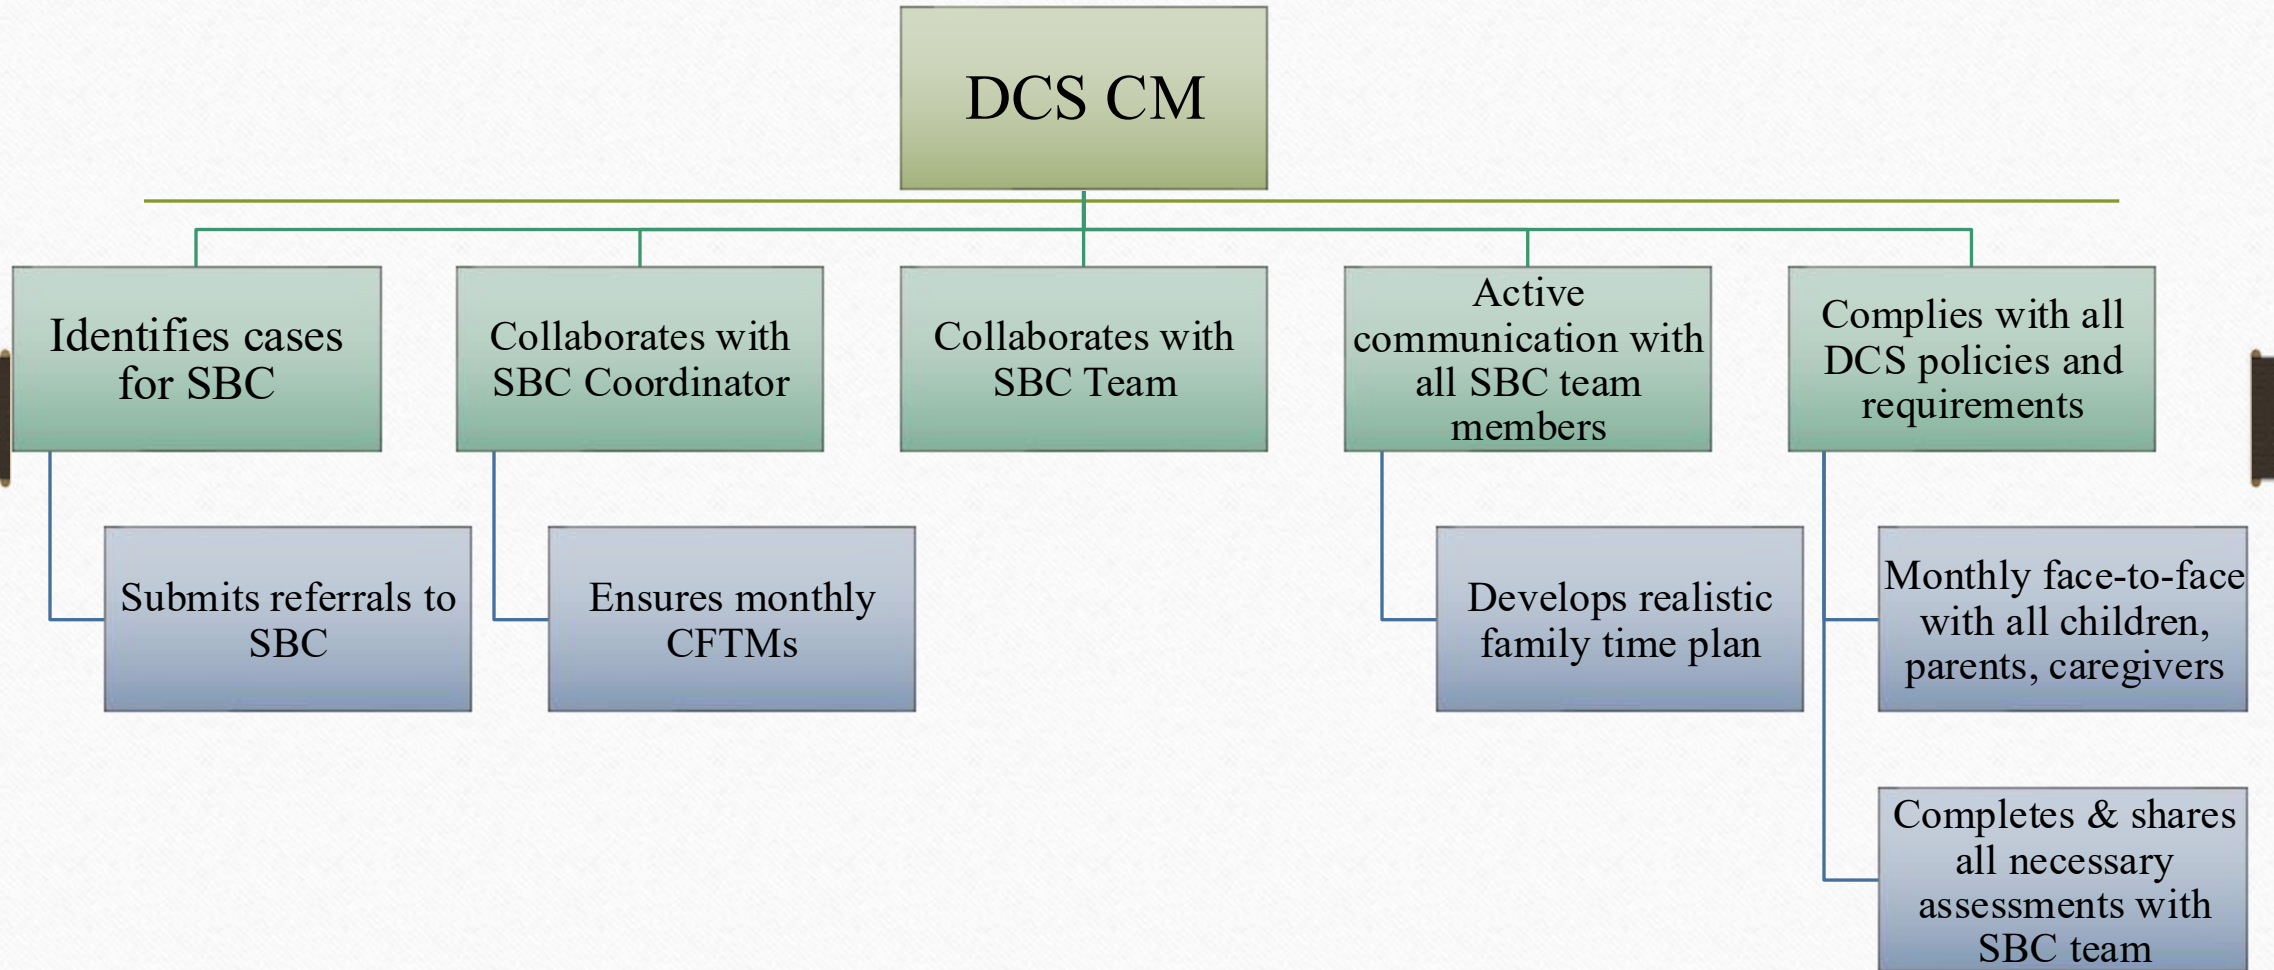 DCS CM
Identifies cases
for SBC
Collaborates with
SBC Coordinator
Collaborates with
SBC Team
Active
communication with
all SBC team
members
Complies with all
DCS policies and
requirements
Submits referrals to
SBC
Ensures monthly
CFTMs
Develops realistic
family time plan
Monthly face-to-face
with all children,
parents, caregivers
Completes & shares
all necessary
assessments with
SBC team